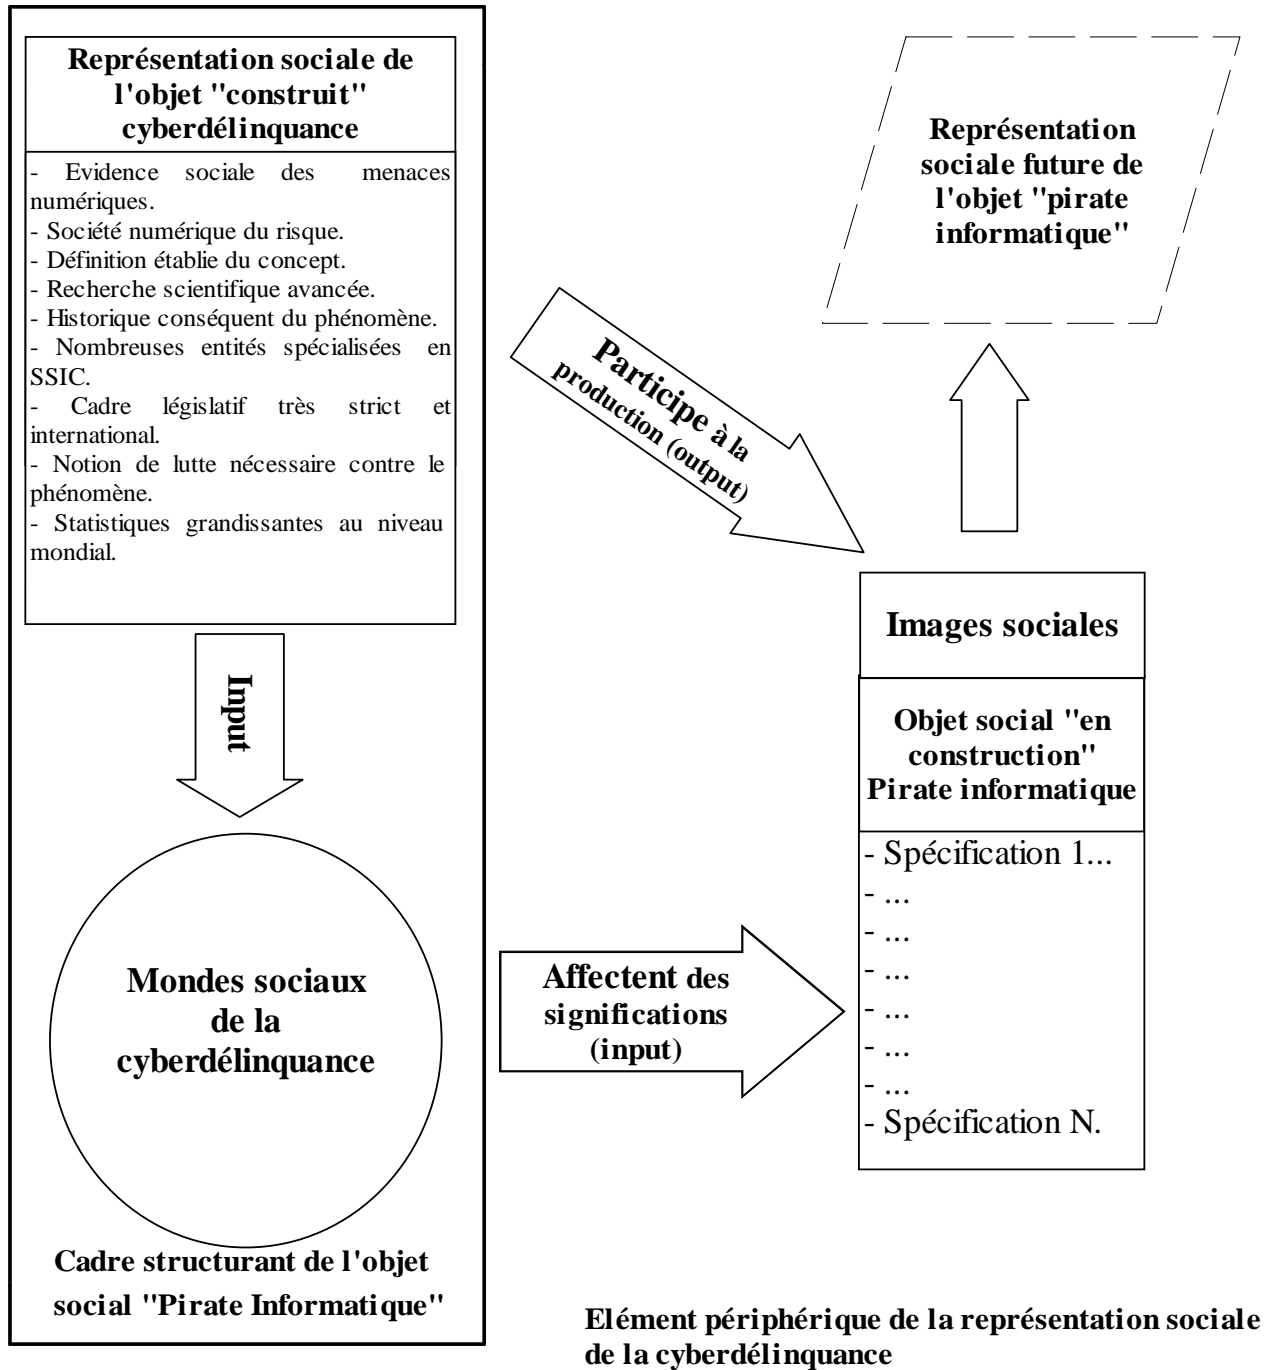 Représentation sociale de
l'objet "construit"
cyberdélinquance
- Evidence sociale des menaces
numériques.
- Société numérique du risque.
- Définition établie du concept.
- Recherche scientifique avancée.
- Historique conséquent du phénomène.
- Nombreuses entités spécialisées en
SSIC.
- Cadre législatif très strict et
international.
- Notion de lutte nécessaire contre le
phénomène.
- Statistiques grandissantes au niveau
mondial.
Input
Mondes sociaux
de la
cyberdélinquance
Cadre structurant de l'objet
social "Pirate Informatique"
Participe à la
production (output)
Affectent des
significations
(input)
Représentation
sociale future de
l'objet "pirate
informatique"
Images sociales
Objet social "en
construction"
Pirate informatique
- Spécification 1...
- ...
- ...
- ...
- ...
- ...
- ...
- Spécification N.
Elément périphérique de la représentation sociale
de la cyberdélinquance